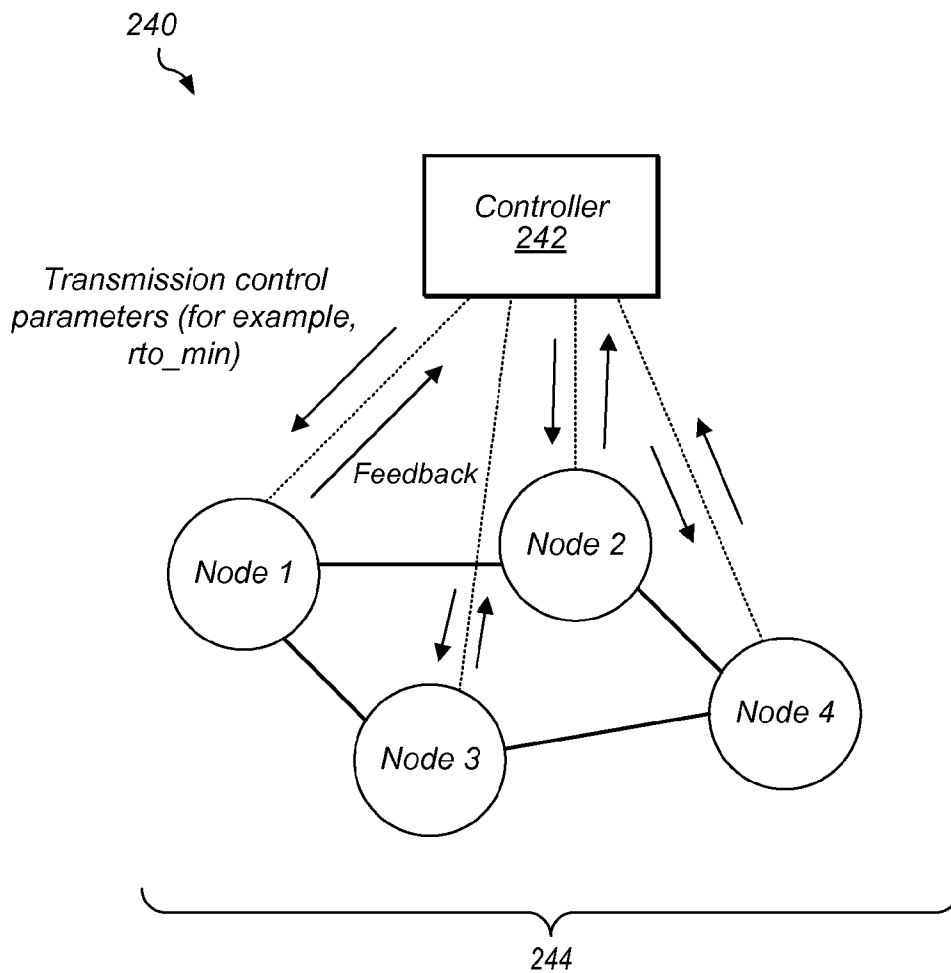 240
Controller
242
Transmission control
parameters (for example,
rto_min)
Feedback
Node 1
Node 2
Node 3
Node 4
244